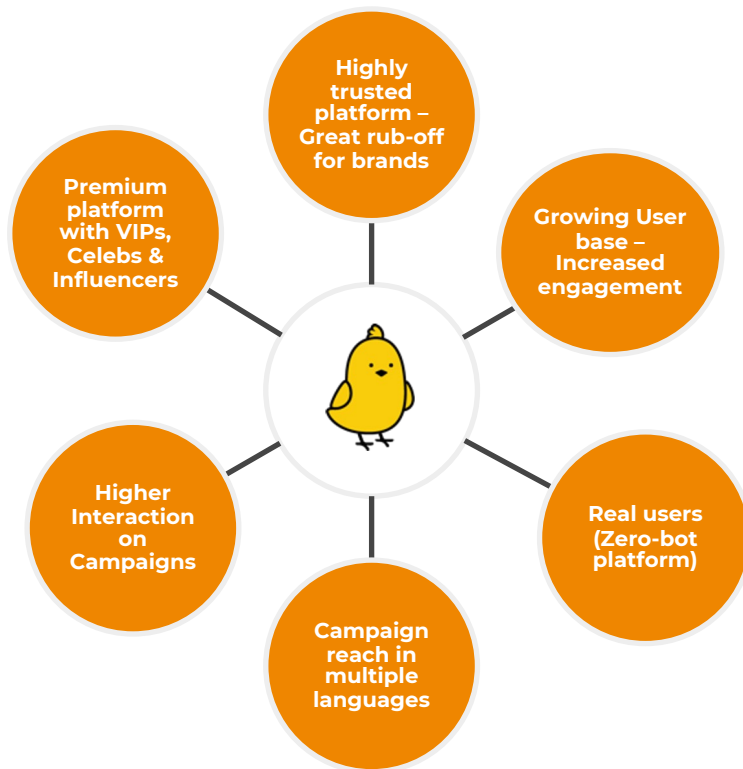 Highly
trusted
platform –
Great rub-off
for brands
Premium
platform
with VIPs,
Celebs &
Influencers
Growing User
base –
Increased
engagement
Higher
Interaction
on
Campaigns
Real users
(Zero-bot
platform)
Campaign
reach in
multiple
languages